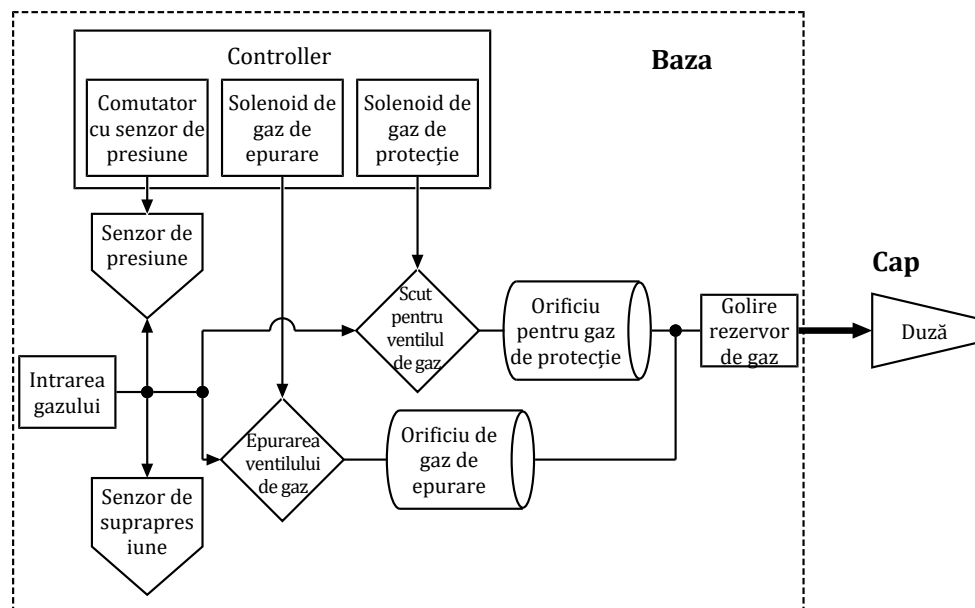 Controller
Baza
Comutator
cu senzor de
presiune
Solenoid de
gaz de
epurare
Solenoid de
gaz de
protecție
Senzor de
presiune
Cap
Scut
pentru
ventilul
de gaz
Orificiu
pentru gaz
de protecție
Golire
rezervor
de gaz
Duză
Intrarea
gazului
Epurarea
ventilului
de gaz
Orificiu de
gaz de
epurare
Senzor de
suprapres
iune